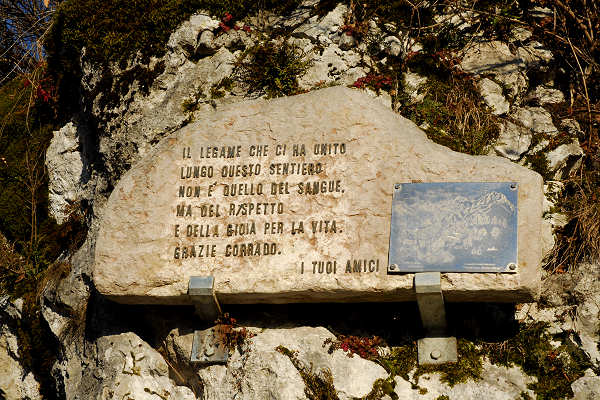 IL LEGAME CHE CI HA UNITO
LUNGO QUESTO SENTIERO
NON E' QUELLO DEL SANGUE,
MA DEL RISPETTO
E DELLA GIOIA PER LA VITA.
GRAZIE CORRADO.
I TUOI AMICI